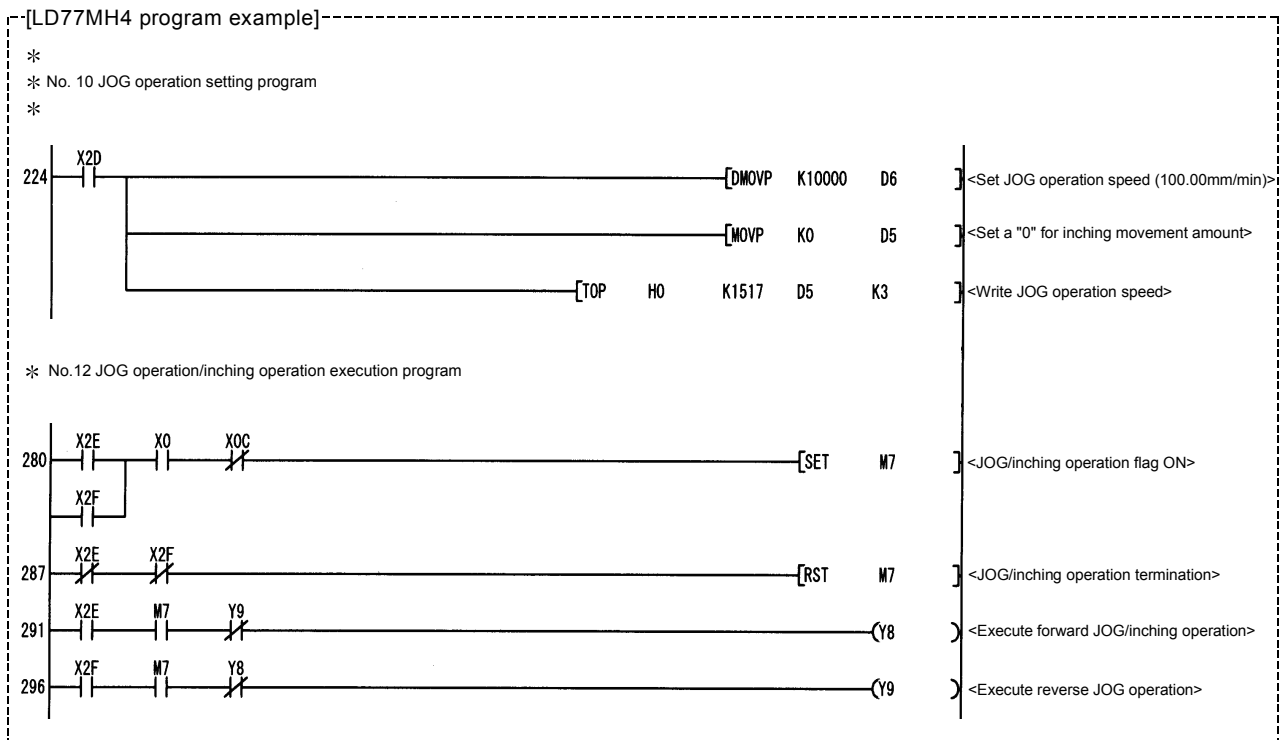 [LD77MH4 program example]
*
* No. 10 JOG operation setting program
*
X2D
224 [DMOVP K10000 D6 ] <Set JOG operation speed (100.00mm/min)>
[MOVP K0 D5 ] <Set a "0" for inching movement amount>
[TOP H0 K1517 D5 K3 ] <Write JOG operation speed>
* No.12 JOG operation/inching operation execution program
X2E X0 X0C
280 [SET M7 ] <JOG/inching operation flag ON>
X2F
X2E X2F
287 [RST M7 ] <JOG/inching operation termination>
X2E M7 Y9
291 (Y8 ) <Execute forward JOG/inching operation>
X2F M7 Y8
296 (Y9 ) <Execute reverse JOG operation>